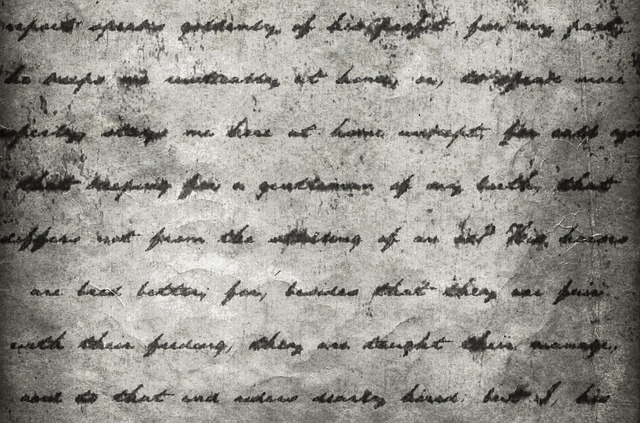 report speaks goldenly of his profit: for my part,
he keeps me rustically at home, or, to speak more
properly, stays me here at home unkept; for call you
that keeping for a gentleman of my birth, that
differs not from the stalling of an ox? His horses
are bred better; for, besides that they are fair
with their feeding, they are taught their manage,
and to that end riders dearly hired: but I, his